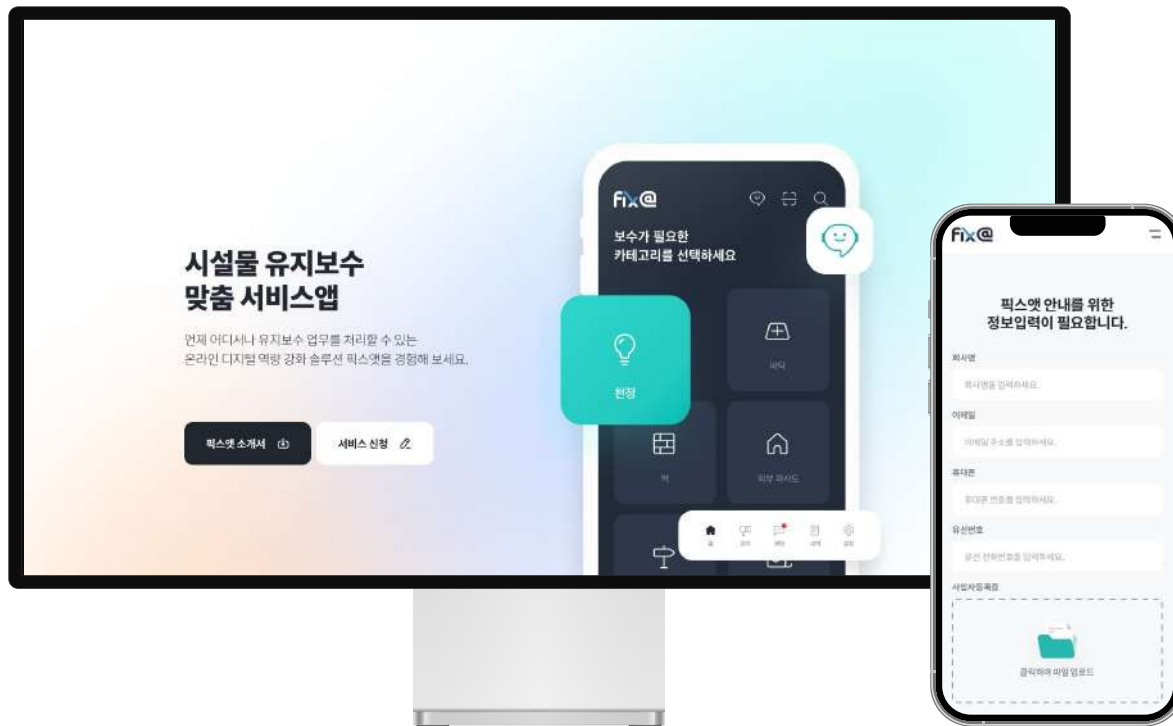 시설물 유지보수
맞춤 서비스앱
언제 어디서나 유지보수 업무를 처리할 수 있는
온라인 디지털 역량 강화 솔루션 픽스앳을 경험해 보세요.
픽스앳 소개서
서비스 신청
Fix@
보수가 필요한
카테고리를 선택하세요
천정
바닥
벽
외부 파사드
홈
Fix@
픽스앳 안내를 위한
정보입력이 필요합니다.
회사명
회사명을 입력하세요.
이메일
이메일 주소를 입력하세요.
휴대폰
휴대폰 번호를 입력하세요.
유선번호
유선 전화번호를 입력하세요.
사업자등록증
클릭하여 파일 업로드